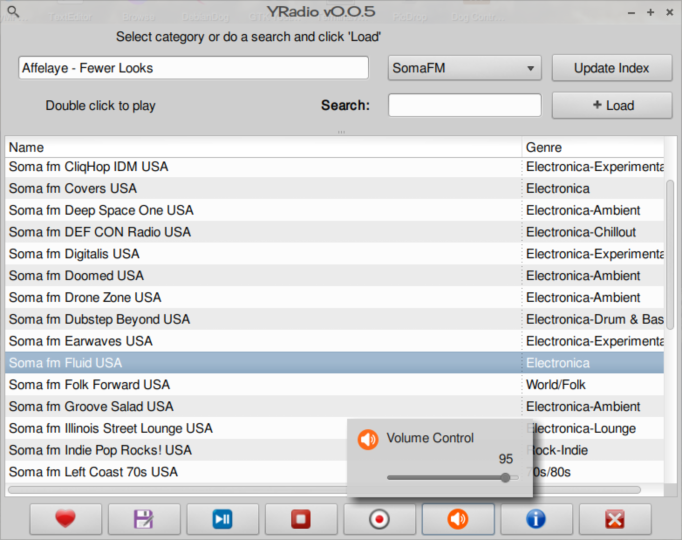 YRadio v0.0.5
Select category or do a search and click 'Load'
Affelaye - Fewer Looks SomaFM Update Index
Double click to play Search: + Load
Name Genre
Soma fm CliqHop IDM USA Electronica-Experimenta
Soma fm Covers USA Electronica
Soma fm Deep Space One USA Electronica-Ambient
Soma fm DEF CON Radio USA Electronica-Chillout
Soma fm Digitalis USA Electronica-Experimenta
Soma fm Doomed USA Electronica-Ambient
Soma fm Drone Zone USA Electronica-Ambient
Soma fm Dubstep Beyond USA Electronica-Drum & Bas
Soma fm Earwaves USA Electronica-Experimenta
Soma fm Fluid USA Electronica
Soma fm Folk Forward USA World/Folk
Soma fm Groove Salad USA Electronica-Ambient
Soma fm Illinois Street Lounge USA Electronica-Lounge
Volume Control
Soma fm Indie Pop Rocks! USA Rock-Indie
95
Soma fm Left Coast 70s USA 70s/80s